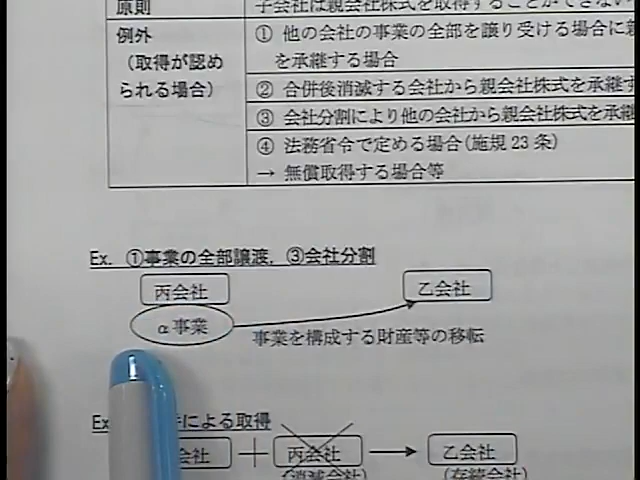 原則 子会社は親会社株式を取得することができない
例外 ① 他の会社の事業の全部を譲り受ける場合に
(取得が認め を承継する場合
られる場合) ② 合併後消滅する会社から親会社株式を承継
③ 会社分割により他の会社から親会社株式を承継
④ 法務省令で定める場合(施規 23 条)
→ 無償取得する場合等
Ex. ①事業の全部譲渡，③会社分割
丙会社 乙会社
α事業
事業を構成する財産等の移転
Ex による取得
会社 + 丙会社 → 乙会社
(消滅会社) (存続会社)